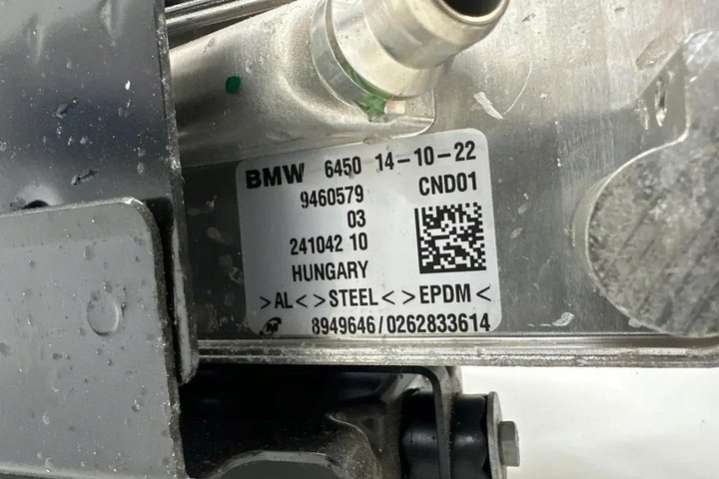 BMW 6450 14-10-22
9460579 CND01
03
241042 10
HUNGARY
>AL<>STEEL<>EPDM<
8949646/0262833614